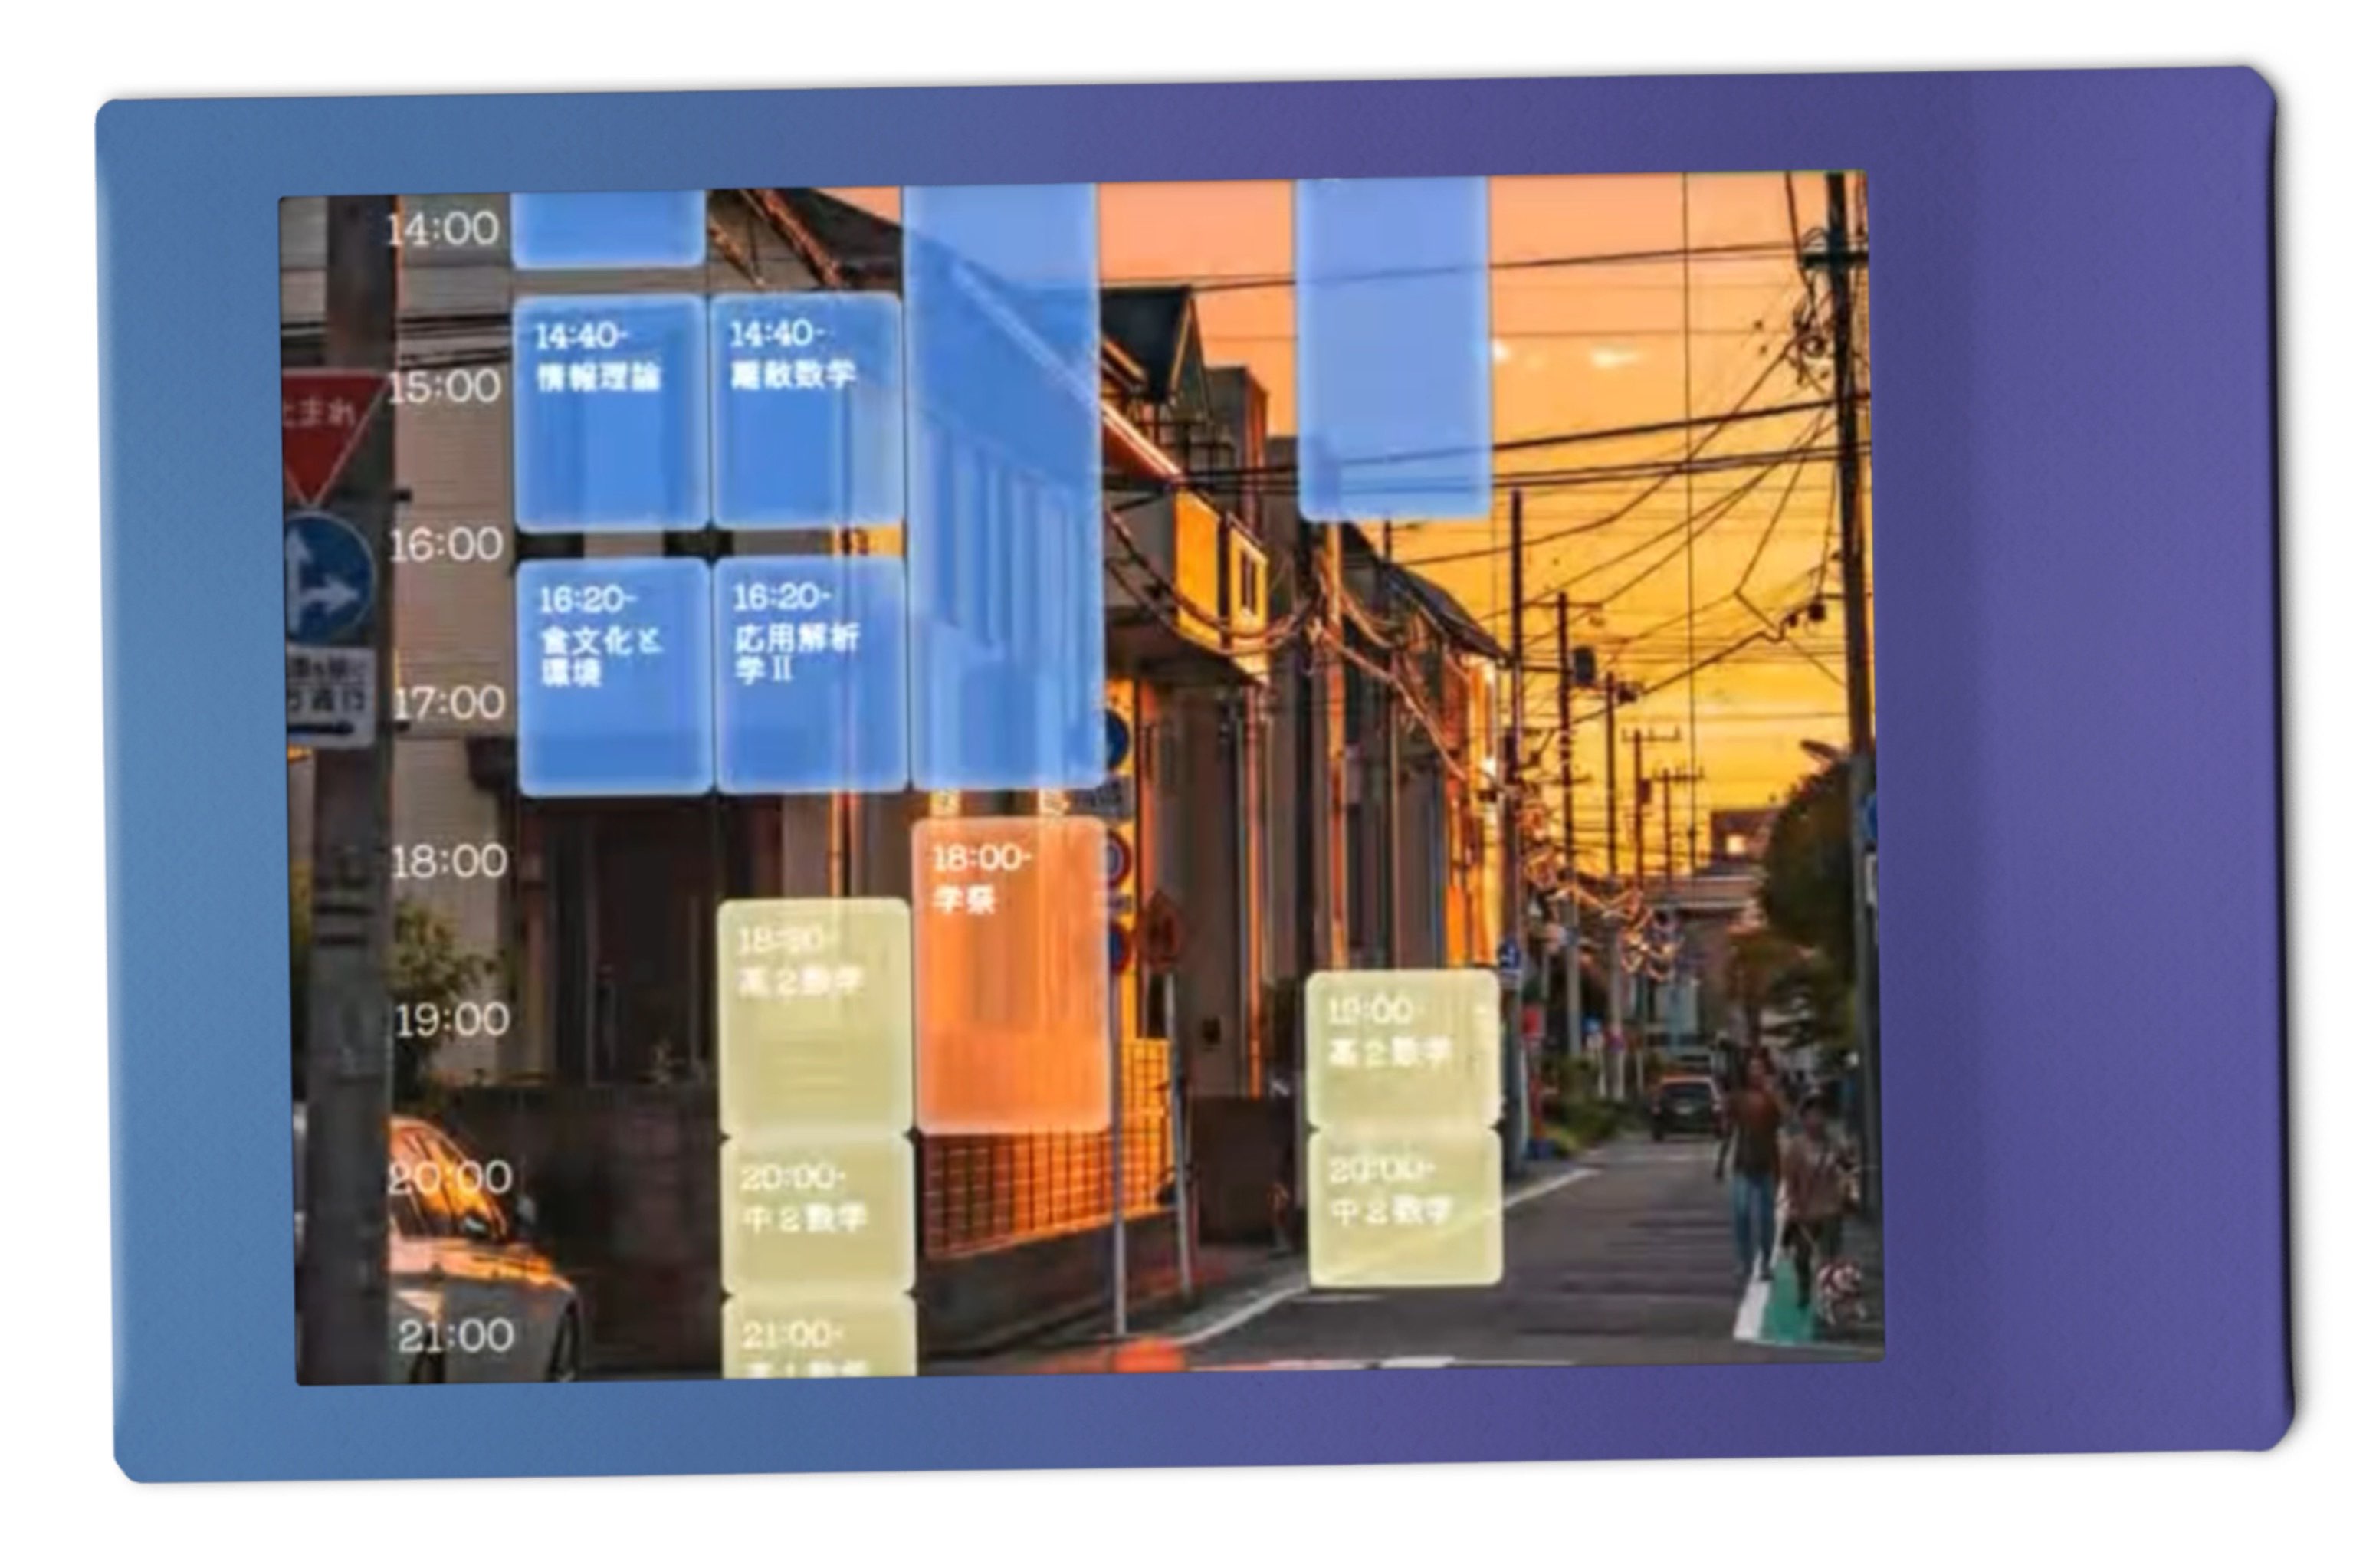 14:00
15:00
16:00
17:00
18:00
19:00
20:00
21:00
14:40-
情報理論
16:20-
食文化と
環境
14:40-
離散数学
16:20-
応用解析
学Ⅱ
18:30-
高2数学
20:00-
中2数学
21:00-
18:00-
学祭
19:00-
高2数学
20:00-
中2数学
止まれ